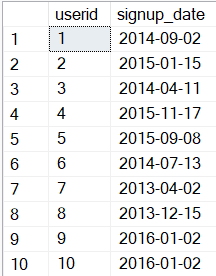 userid signup_date
1 1 2014-09-02
2 2 2015-01-15
3 3 2014-04-11
4 4 2015-11-17
5 5 2015-09-08
6 6 2014-07-13
7 7 2013-04-02
8 8 2013-12-15
9 9 2016-01-02
10 10 2016-01-02